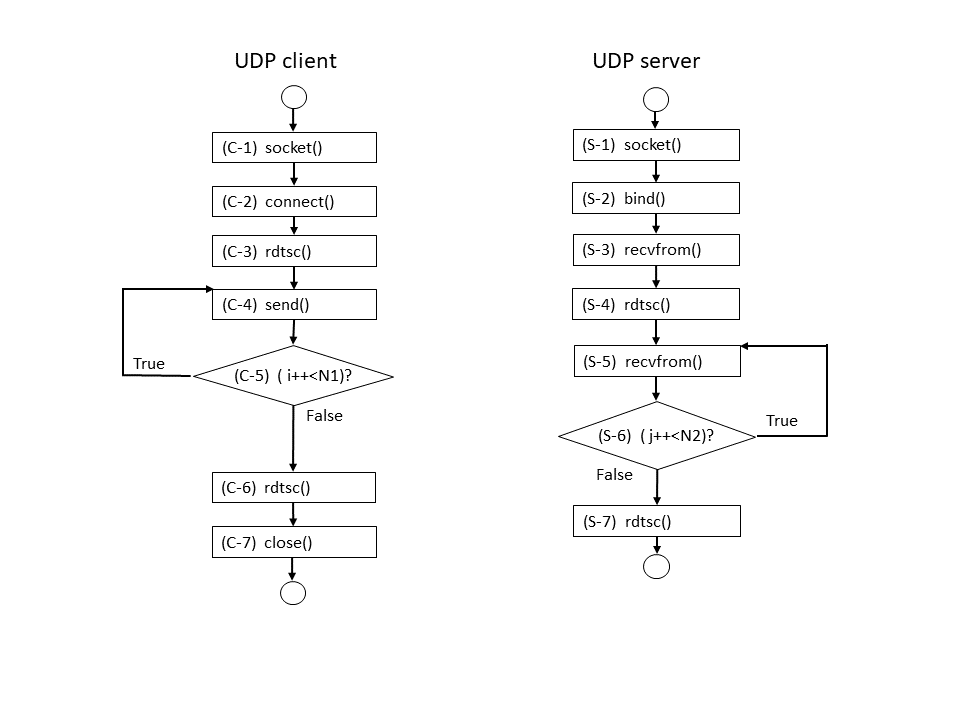 UDP client
(C-1) socket()
(C-2) connect()
(C-3) rdtsc()
(C-4) send()
True
(C-5) ( i++<N1)?
False
(C-6) rdtsc()
(C-7) close()
UDP server
(S-1) socket()
(S-2) bind()
(S-3) recvfrom()
(S-4) rdtsc()
(S-5) recvfrom()
True
(S-6) ( j++<N2)?
False
(S-7) rdtsc()